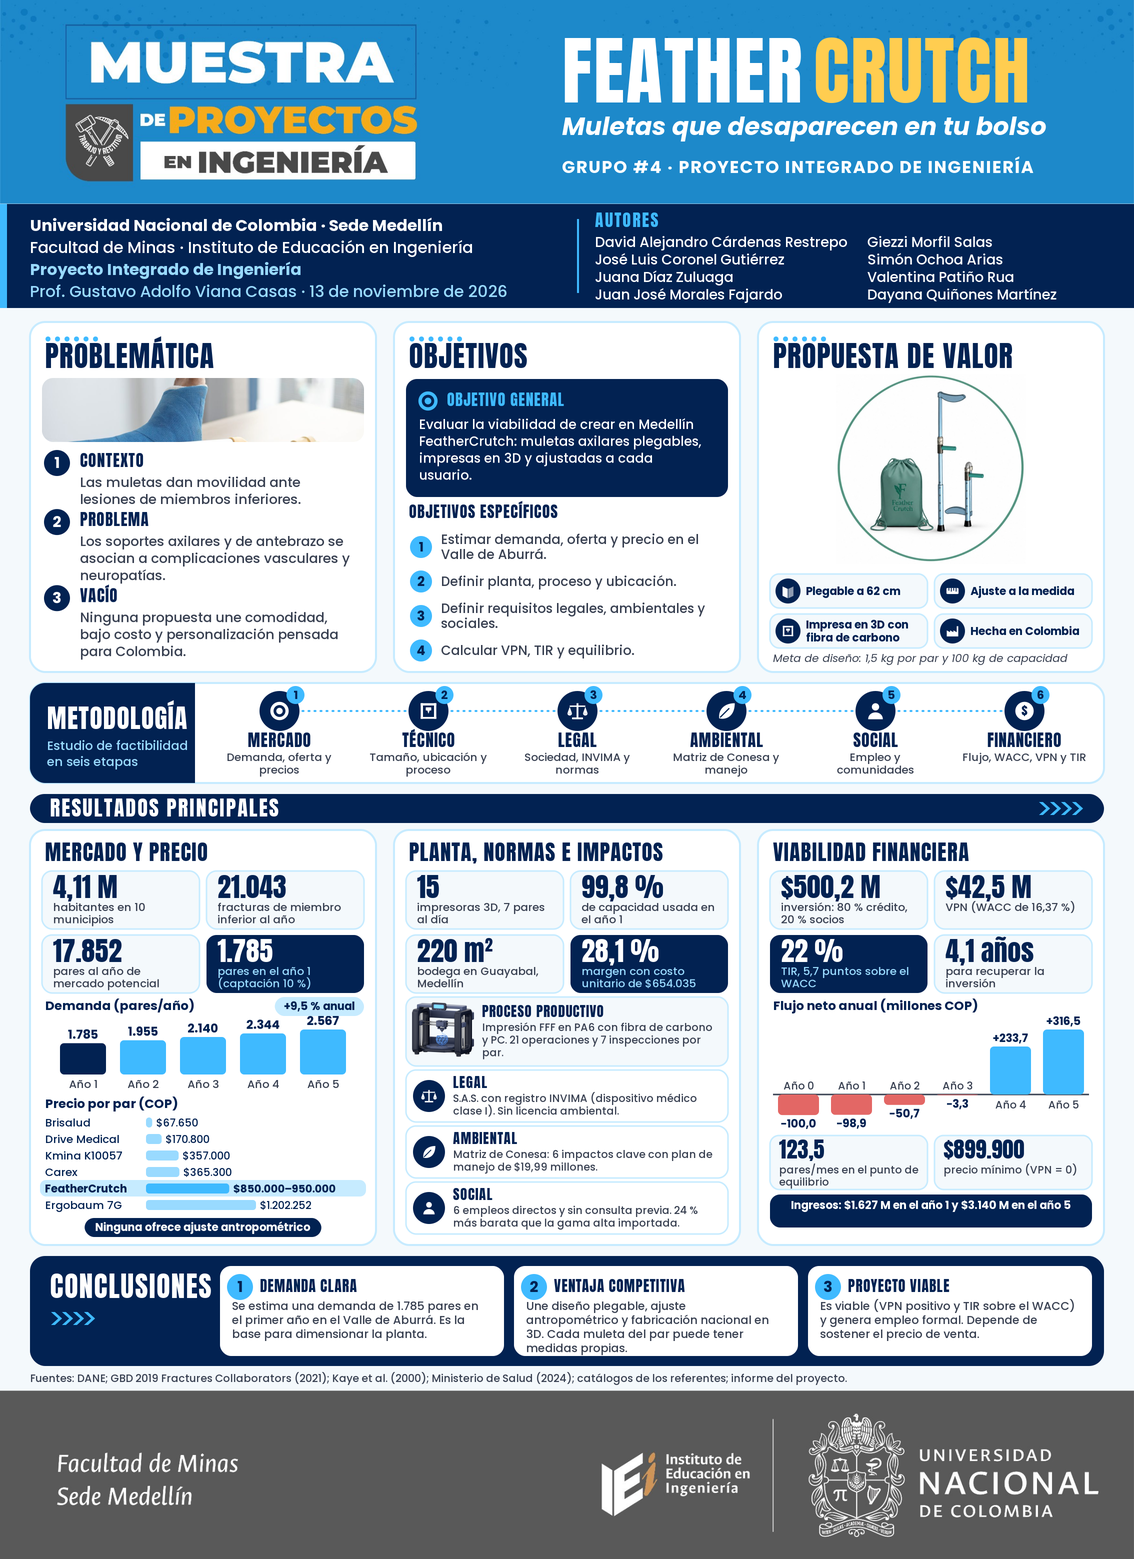 MUESTRA
DE PROYECTOS
EN INGENIERÍA
TRABAJO Y RECTITUD
FEATHER CRUTCH
Muletas que desaparecen en tu bolso
GRUPO #4 · PROYECTO INTEGRADO DE INGENIERÍA
Universidad Nacional de Colombia · Sede Medellín
Facultad de Minas · Instituto de Educación en Ingeniería
Proyecto Integrado de Ingeniería
Prof. Gustavo Adolfo Viana Casas · 13 de noviembre de 2026
AUTORES
David Alejandro Cárdenas Restrepo
José Luis Coronel Gutiérrez
Juana Díaz Zuluaga
Juan José Morales Fajardo
Giezzi Morfil Salas
Simón Ochoa Arias
Valentina Patiño Rua
Dayana Quiñones Martínez
PROBLEMÁTICA
1 CONTEXTO
Las muletas dan movilidad ante
lesiones de miembros inferiores.
2 PROBLEMA
Los soportes axilares y de antebrazo se
asocian a complicaciones vasculares y
neuropatías.
3 VACÍO
Ninguna propuesta une comodidad,
bajo costo y personalización pensada
para Colombia.
OBJETIVOS
OBJETIVO GENERAL
Evaluar la viabilidad de crear en Medellín
FeatherCrutch: muletas axilares plegables,
impresas en 3D y ajustadas a cada
usuario.
OBJETIVOS ESPECÍFICOS
1 Estimar demanda, oferta y precio en el
Valle de Aburrá.
2 Definir planta, proceso y ubicación.
3 Definir requisitos legales, ambientales y
sociales.
4 Calcular VPN, TIR y equilibrio.
PROPUESTA DE VALOR
Feather
Crutch
Plegable a 62 cm
Ajuste a la medida
Impresa en 3D con
fibra de carbono
Hecha en Colombia
Meta de diseño: 1,5 kg por par y 100 kg de capacidad
METODOLOGÍA
Estudio de factibilidad
en seis etapas
1
MERCADO
Demanda, oferta y
precios
2
TÉCNICO
Tamaño, ubicación y
proceso
3
LEGAL
Sociedad, INVIMA y
normas
4
AMBIENTAL
Matriz de Conesa y
manejo
5
SOCIAL
Empleo y
comunidades
6
$
FINANCIERO
Flujo, WACC, VPN y TIR
RESULTADOS PRINCIPALES
MERCADO Y PRECIO
4,11 M
habitantes en 10
municipios
21.043
fracturas de miembro
inferior al año
17.852
pares al año de
mercado potencial
1.785
pares en el año 1
(captación 10 %)
Demanda (pares/año)
+9,5 % anual
1.785
1.955
2.140
2.344
2.567
Año 1
Año 2
Año 3
Año 4
Año 5
Precio por par (COP)
Brisalud $67.650
Drive Medical $170.800
Kmina K10057 $357.000
Carex $365.300
FeatherCrutch $850.000–950.000
Ergobaum 7G $1.202.252
Ninguna ofrece ajuste antropométrico
PLANTA, NORMAS E IMPACTOS
15
impresoras 3D, 7 pares
al día
99,8 %
de capacidad usada en
el año 1
220 m²
bodega en Guayabal,
Medellín
28,1 %
margen con costo
unitario de $654.035
PROCESO PRODUCTIVO
Impresión FFF en PA6 con fibra de carbono
y PC. 21 operaciones y 7 inspecciones por
par.
LEGAL
S.A.S. con registro INVIMA (dispositivo médico
clase I). Sin licencia ambiental.
AMBIENTAL
Matriz de Conesa: 6 impactos clave con plan de
manejo de $19,99 millones.
SOCIAL
6 empleos directos y sin consulta previa. 24 %
más barata que la gama alta importada.
VIABILIDAD FINANCIERA
$500,2 M
inversión: 80 % crédito,
20 % socios
$42,5 M
VPN (WACC de 16,37 %)
22 %
TIR, 5,7 puntos sobre el
WACC
4,1 años
para recuperar la
inversión
Flujo neto anual (millones COP)
+316,5
+233,7
Año 0
Año 1
Año 2
Año 3
-3,3
Año 4
Año 5
-50,7
-100,0
-98,9
123,5
pares/mes en el punto de
equilibrio
$899.900
precio mínimo (VPN = 0)
Ingresos: $1.627 M en el año 1 y $3.140 M en el año 5
CONCLUSIONES
1 DEMANDA CLARA
Se estima una demanda de 1.785 pares en
el primer año en el Valle de Aburrá. Es la
base para dimensionar la planta.
2 VENTAJA COMPETITIVA
Une diseño plegable, ajuste
antropométrico y fabricación nacional en
3D. Cada muleta del par puede tener
medidas propias.
3 PROYECTO VIABLE
Es viable (VPN positivo y TIR sobre el WACC)
y genera empleo formal. Depende de
sostener el precio de venta.
Fuentes: DANE; GBD 2019 Fractures Collaborators (2021); Kaye et al. (2000); Ministerio de Salud (2024); catálogos de los referentes; informe del proyecto.
Facultad de Minas
Sede Medellín
IEi
Instituto de
Educación en
Ingeniería
π
UNIVERSIDAD
NACIONAL
DE COLOMBIA